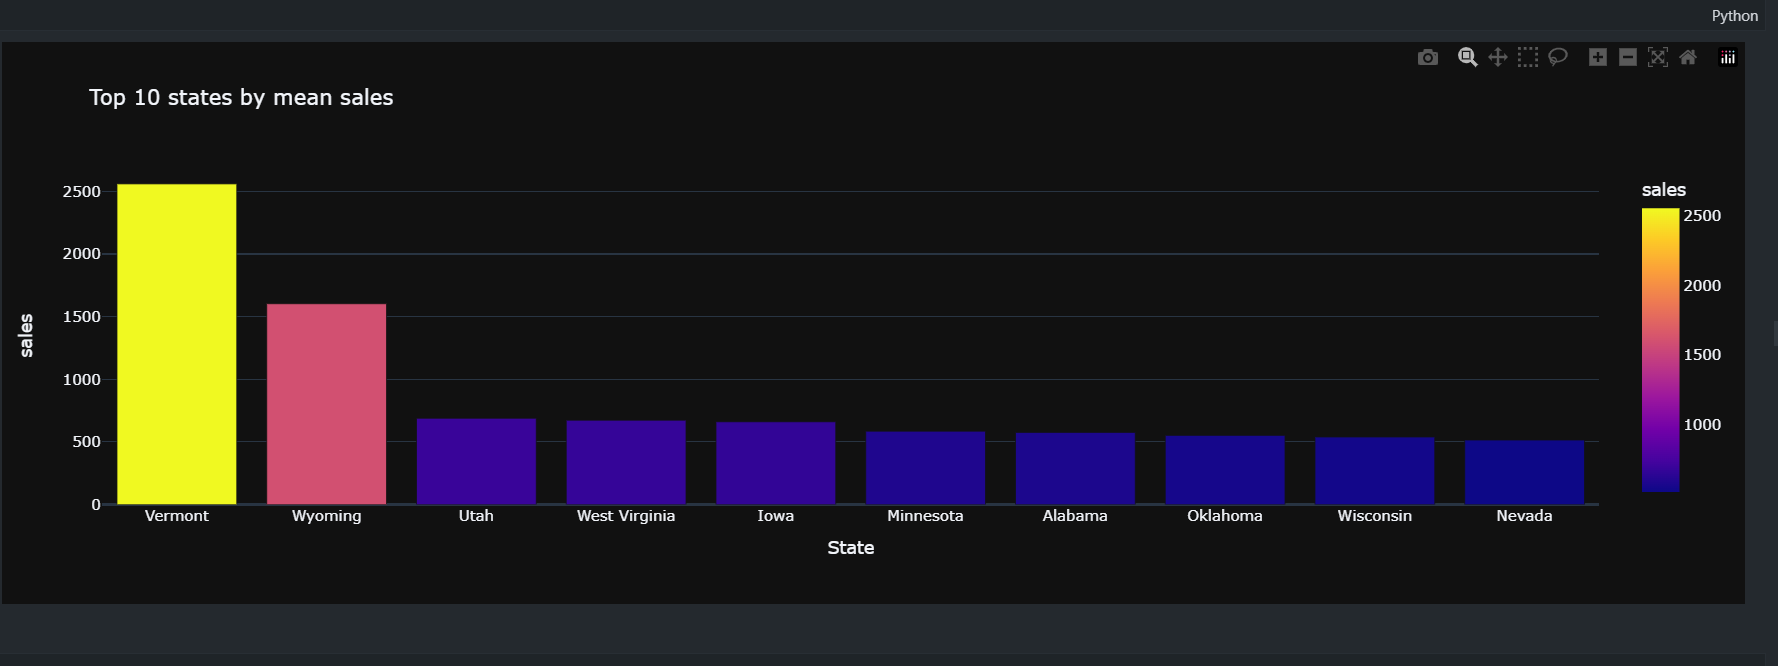 Python
Top 10 states by mean sales
sales
2500
2000
1500
1000
500
0
Vermont Wyoming Utah West Virginia Iowa Minnesota Alabama Oklahoma Wisconsin Nevada
State
sales
2500
2000
1500
1000